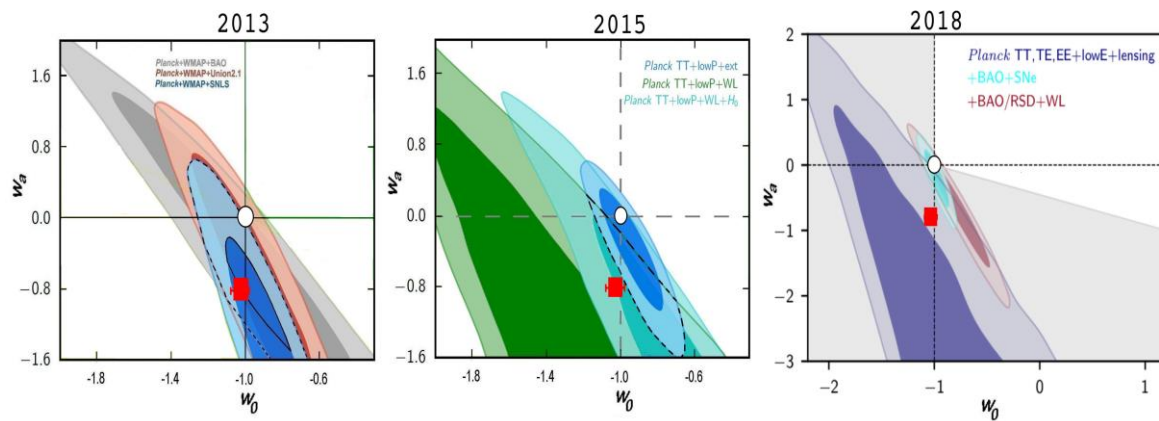 2013
Planck+WMAP+BAO
Planck+WMAP+Union2.1
Planck+WMAP+SNLS
1.6
0.8
0.0
−0.8
−1.6
wa
-1.8
-1.4
-1.0
-0.6
w0
2015
Planck TT+lowP+ext
Planck TT+lowP+WL
Planck TT+lowP+WL+H0
1.6
0.8
0.0
−0.8
−1.6
wa
-1.8
-1.4
-1.0
-0.6
w0
2018
Planck TT,TE,EE+lowE+lensing
+BAO+SNe
+BAO/RSD+WL
2
1
0
−1
−2
−3
wa
−2
−1
0
1
w0